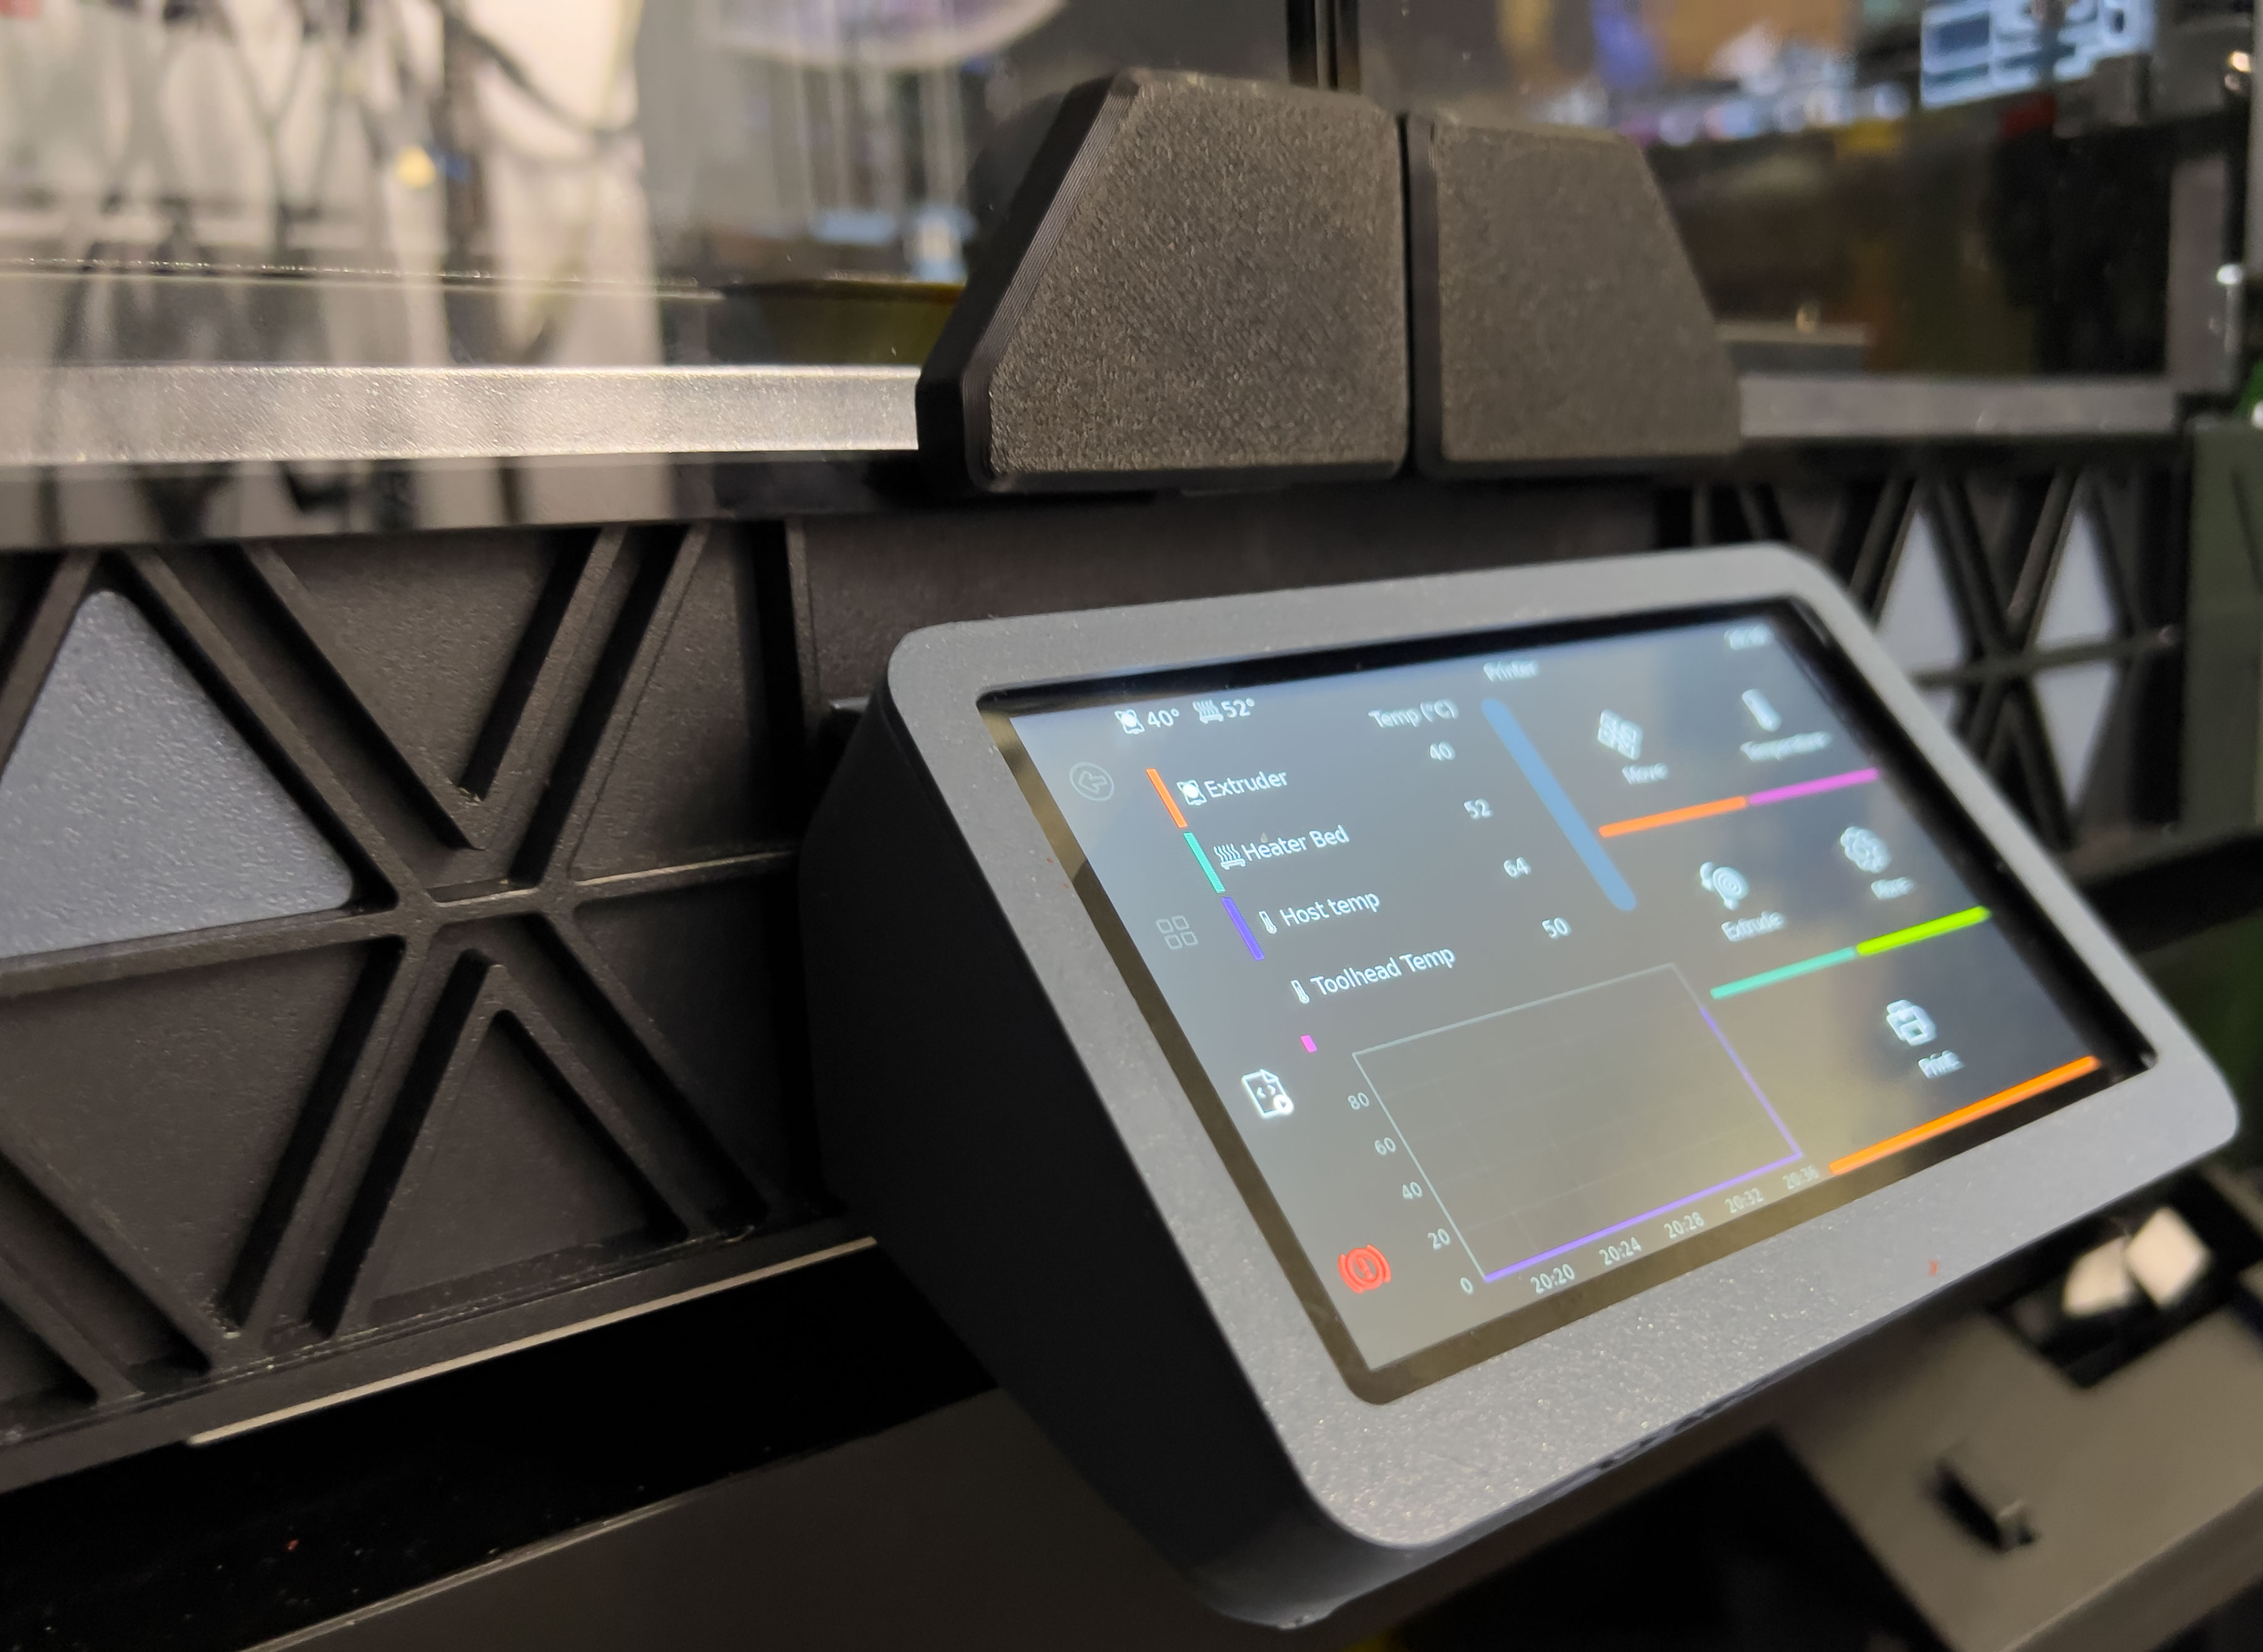 40° 52°
Printer
Temp (°C)
Extruder 40
Heater Bed 52
Host temp 64
Toolhead Temp 50
80
60
40
20
0
20:20 20:24 20:28 20:32 20:36
Move
Temperature
Extrude
More
Print